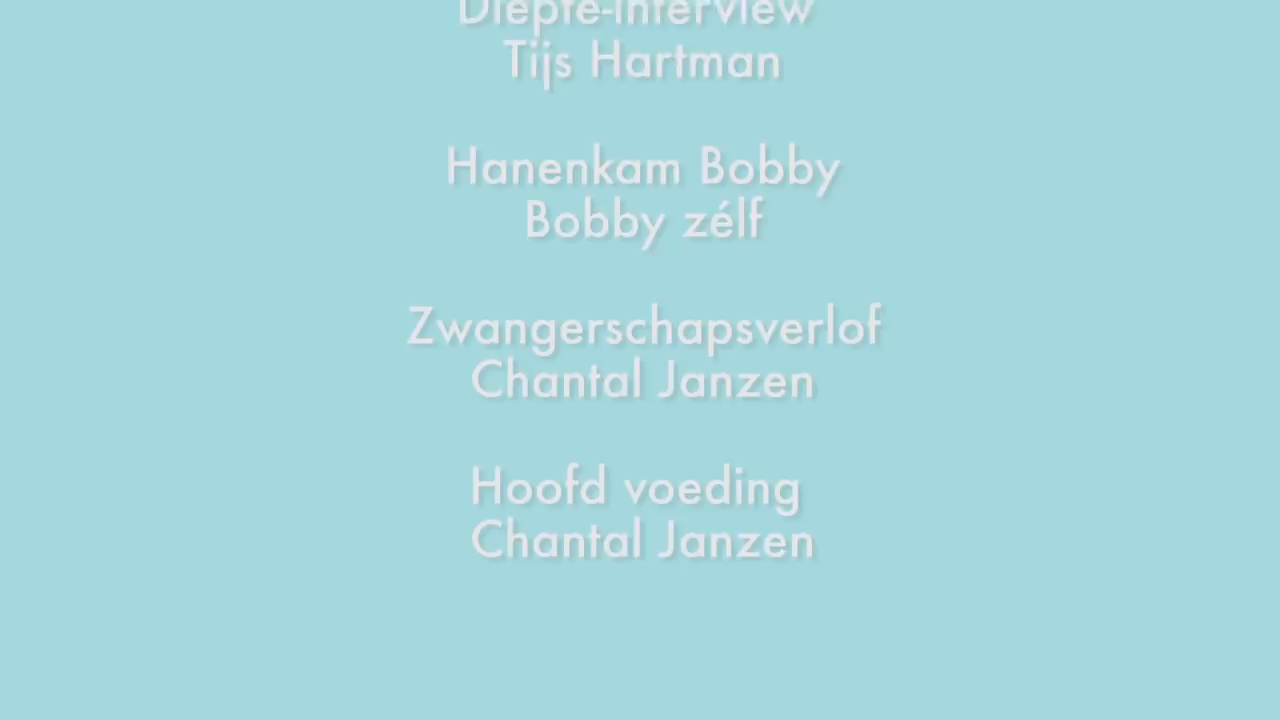 Diepte-interview
Tijs Hartman
Hanenkam Bobby
Bobby zélf
Zwangerschapsverlof
Chantal Janzen
Hoofd voeding
Chantal Janzen